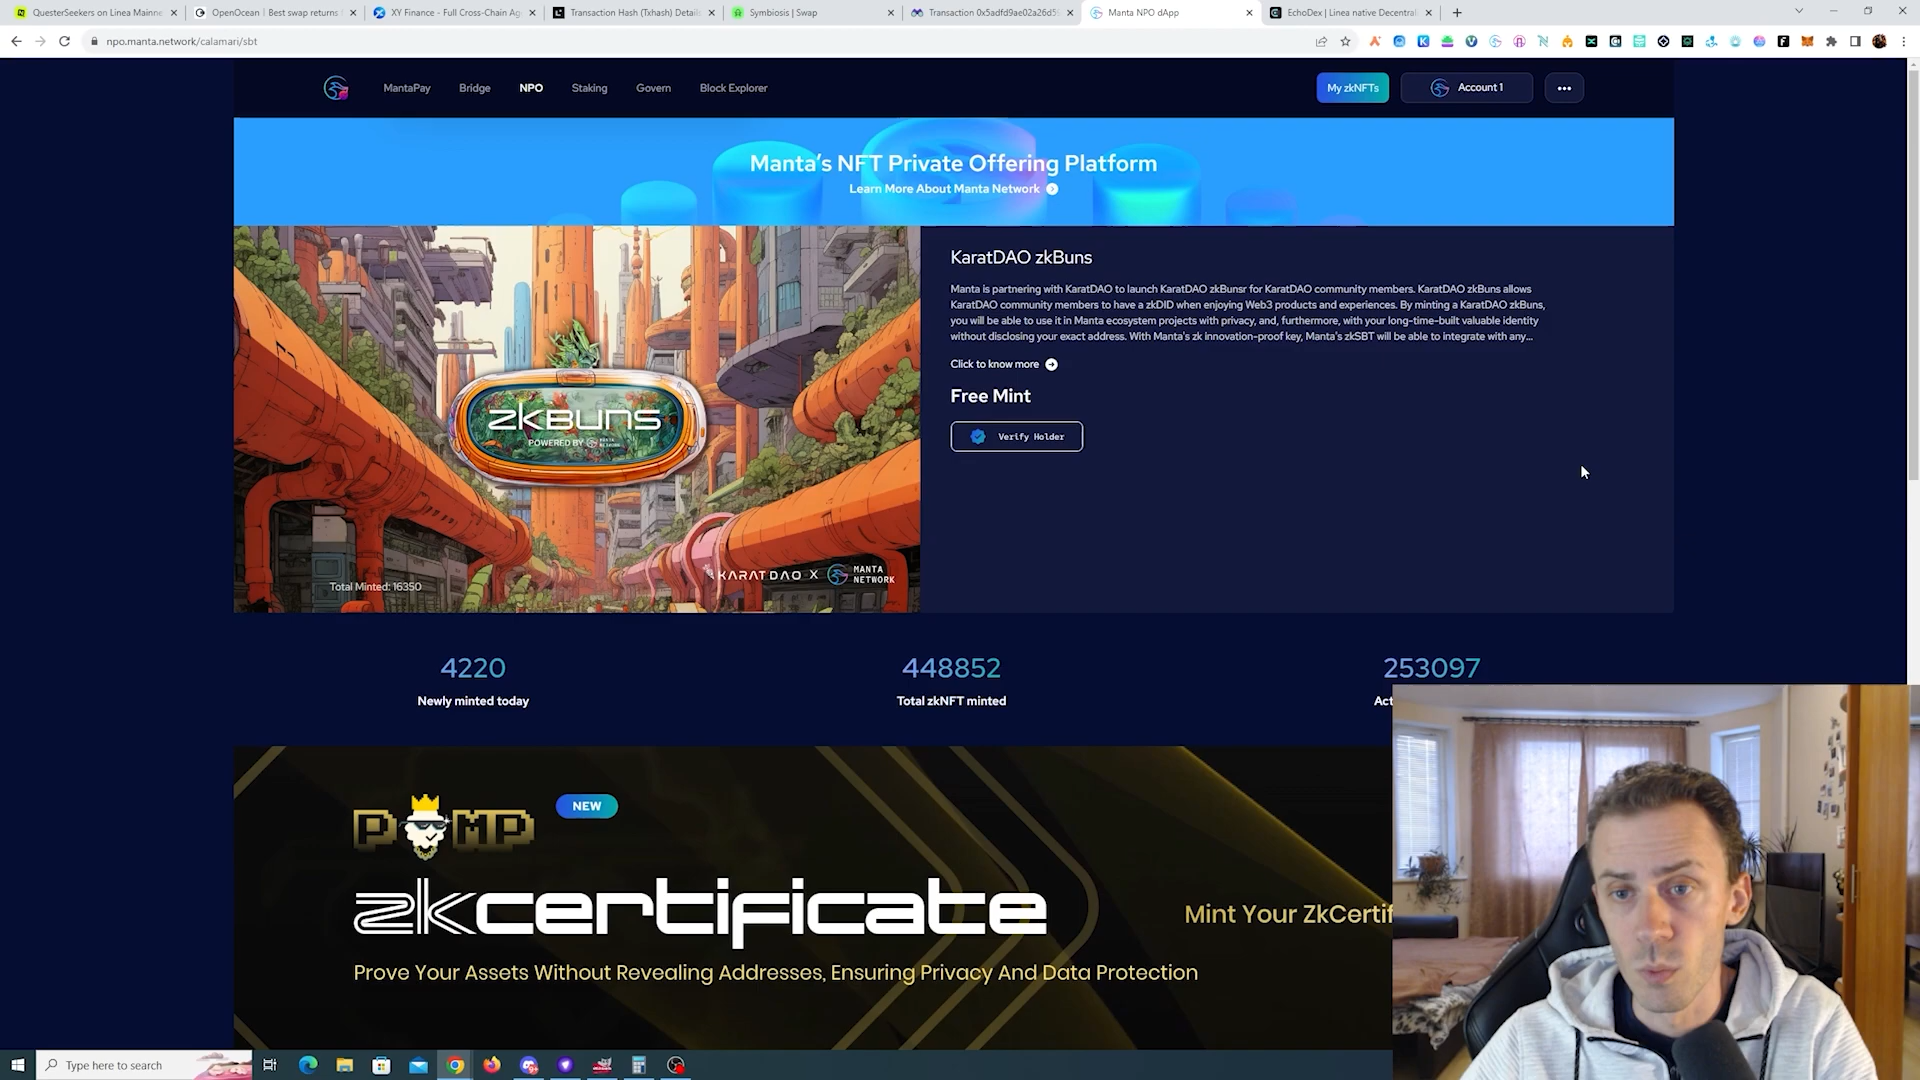 QuesterSeekers on Linea Mainne
OpenOcean | Best swap returns
XY Finance - Full Cross-Chain Ag
Transaction Hash (Txhash) Details
Symbiosis | Swap
Transaction 0x5adfd9ae02a26d5
Manta NPO dApp
EchoDex | Linea native Decentral
npo.manta.network/calamari/sbt
MantaPay
Bridge
NPO
Staking
Govern
Block Explorer
My zkNFTs
Account 1
Manta's NFT Private Offering Platform
Learn More About Manta Network
KaratDAO zkBuns
Manta is partnering with KaratDAO to launch KaratDAO zkBunsr for KaratDAO community members. KaratDAO zkBuns allows
KaratDAO community members to have a zkDID when enjoying Web3 products and experiences. By minting a KaratDAO zkBuns,
you will be able to use it in Manta ecosystem projects with privacy, and, furthermore, with your long-time-built valuable identity
without disclosing your exact address. With Manta's zk innovation-proof key, Manta's zkSBT will be able to integrate with any...
Click to know more
Free Mint
Verify Holder
zkBUNS
POWERED BY MANTA NETWORK
Total Minted: 16350
KARATDAO X MANTA NETWORK
4220
Newly minted today
448852
Total zkNFT minted
253097
Act
POMP
NEW
zkcertificate
Prove Your Assets Without Revealing Addresses, Ensuring Privacy And Data Protection
Mint Your ZkCertif
Type here to search